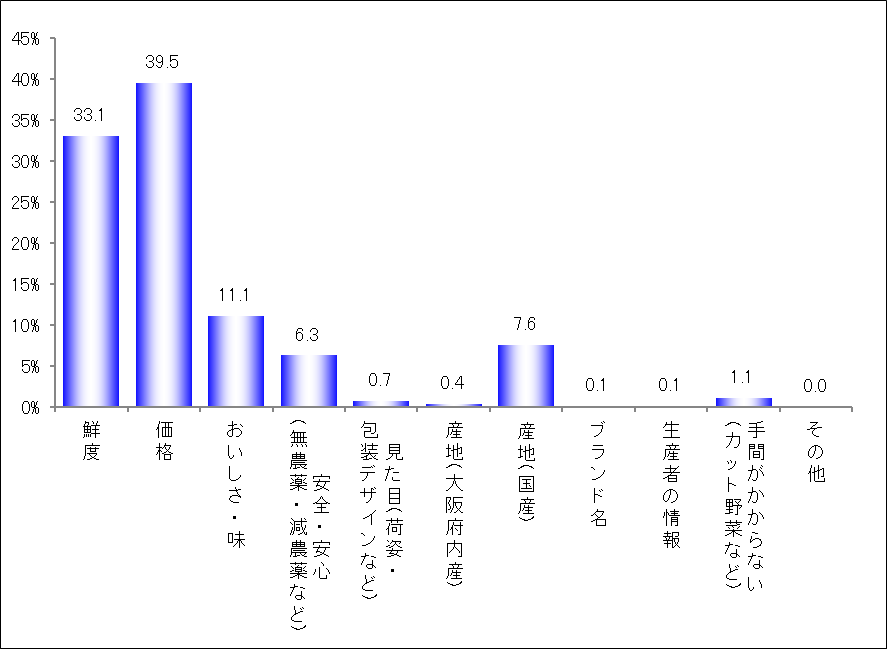 45%
40%
35%
30%
25%
20%
15%
10%
5%
0%
33.1
39.5
11.1
6.3
0.7
0.4
7.6
0.1
0.1
1.1
0.0
鮮度
価格
おいしさ・味
安全・安心
(無農薬・減農薬など)
見た目(荷姿・
包装デザインなど)
産地(大阪府内産)
産地(国産)
ブランド名
生産者の情報
手間がかからない
(カット野菜など)
その他